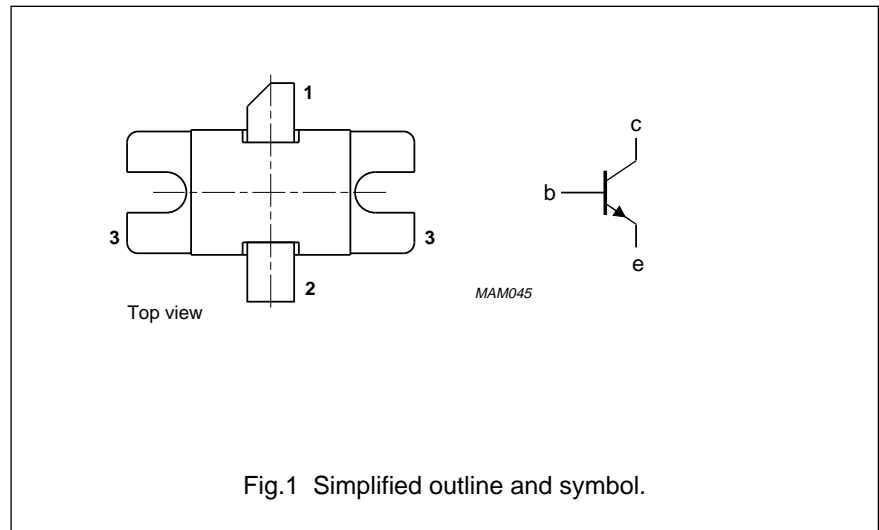 1
c
b
3
3
e
2
MAM045
Top view
Fig.1 Simplified outline and symbol.